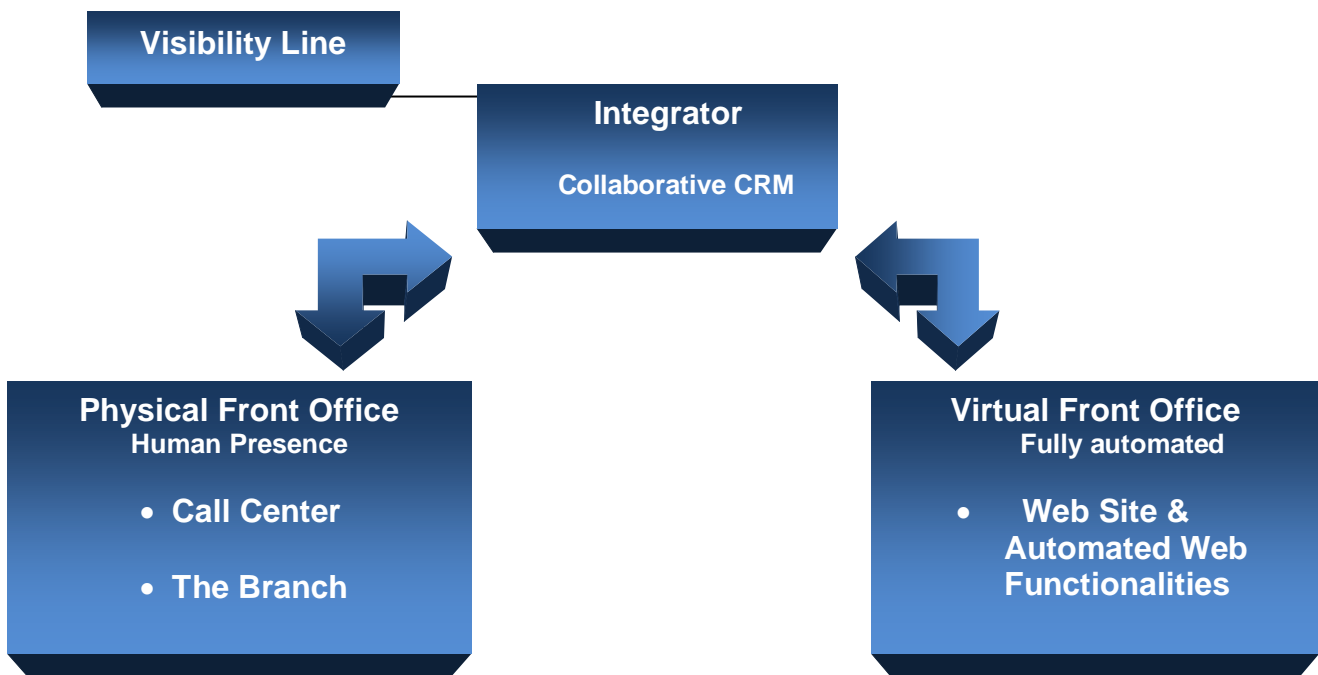 Visibility Line
Integrator
Collaborative CRM
Physical Front Office
Human Presence
• Call Center
• The Branch
Virtual Front Office
Fully automated
• Web Site &
Automated Web
Functionalities